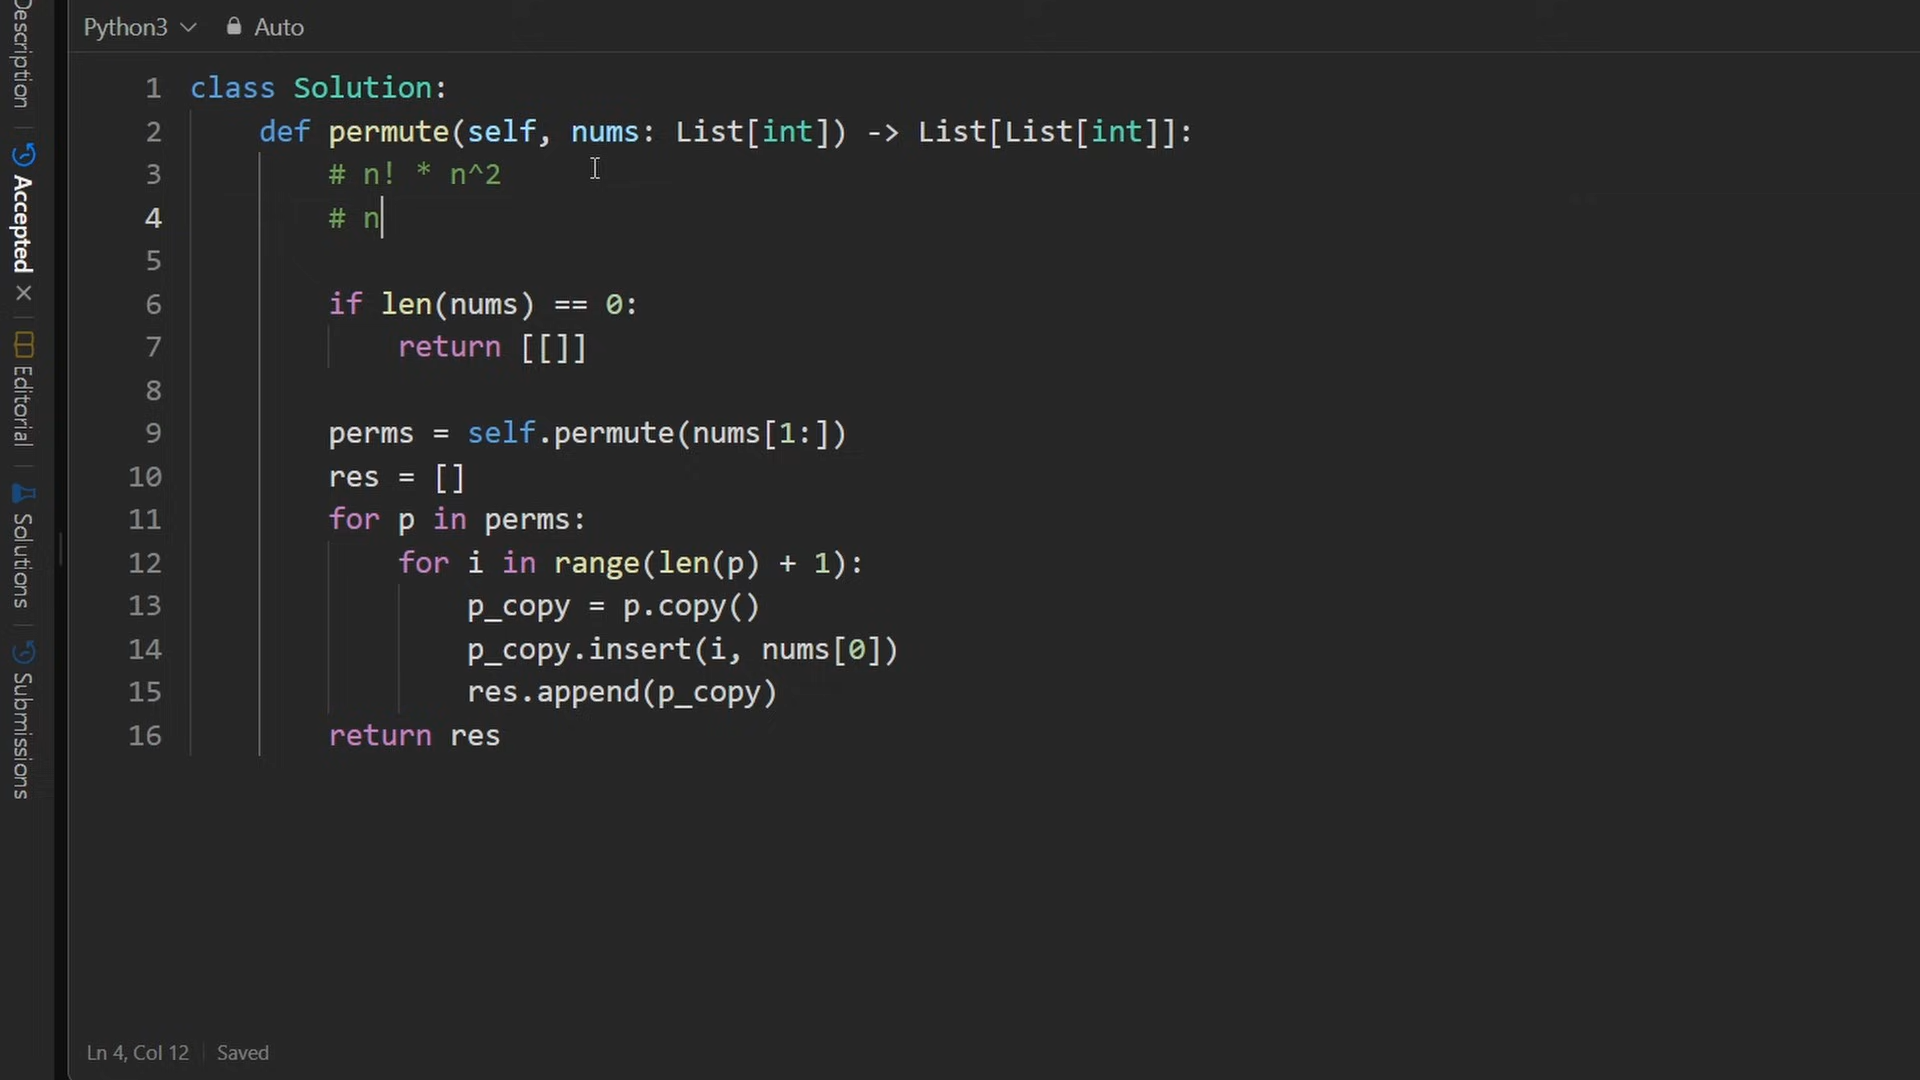 Description
Accepted
Editorial
Solutions
Submissions
Python3 Auto
1 class Solution:
2 def permute(self, nums: List[int]) -> List[List[int]]:
3 # n! * n^2
4 # n
5
6 if len(nums) == 0:
7 return [[]]
8
9 perms = self.permute(nums[1:])
10 res = []
11 for p in perms:
12 for i in range(len(p) + 1):
13 p_copy = p.copy()
14 p_copy.insert(i, nums[0])
15 res.append(p_copy)
16 return res
Ln 4, Col 12 Saved